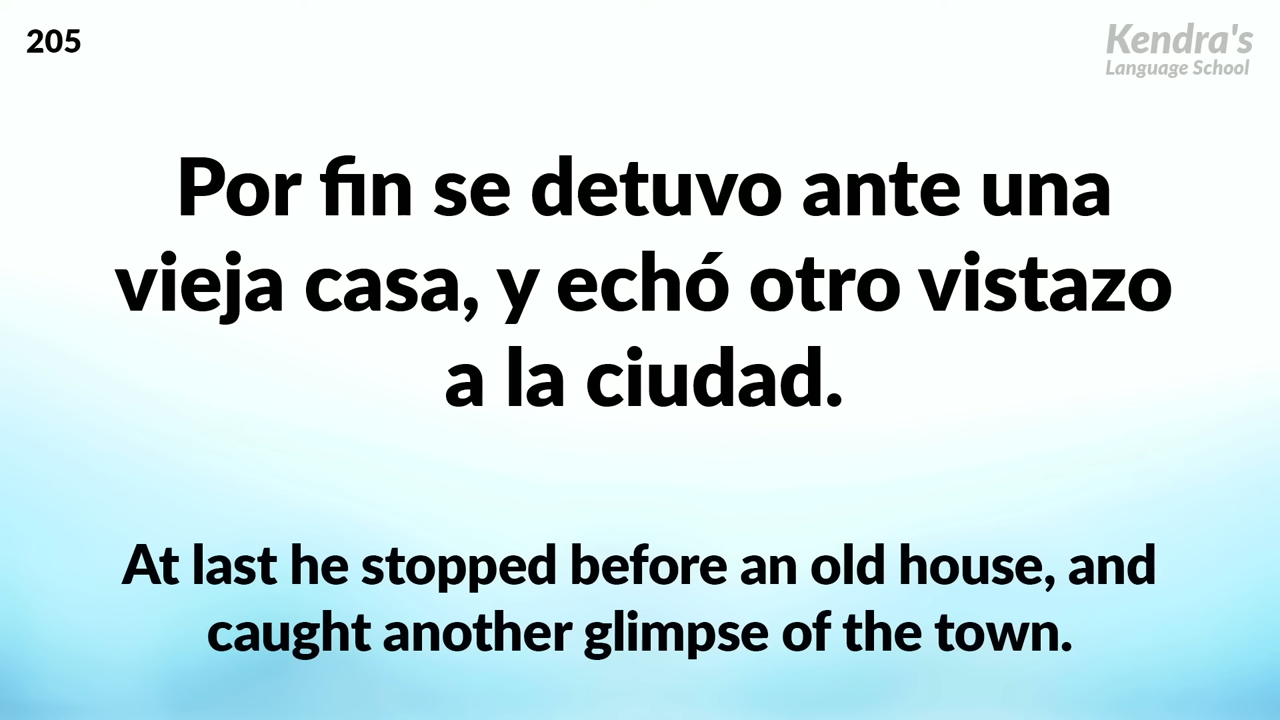 205
Kendra's
Language School
Por fin se detuvo ante una
vieja casa, y echó otro vistazo
a la ciudad.
At last he stopped before an old house, and
caught another glimpse of the town.